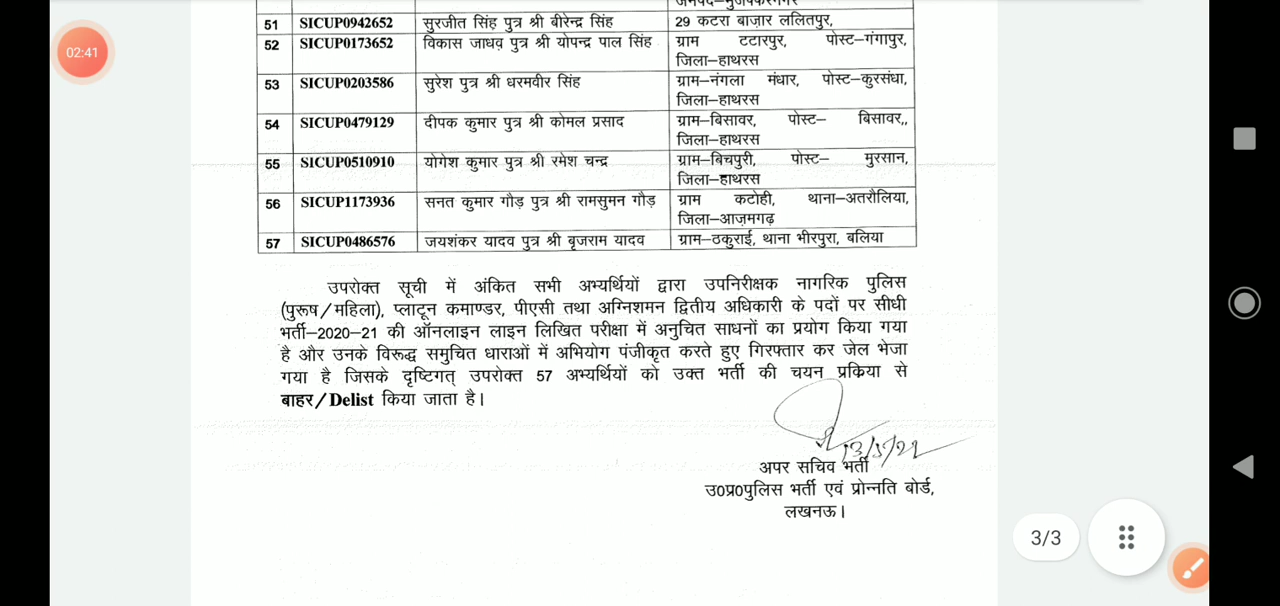 02:41
जनपद–मुजफ्फरनगर
51 SICUP0942652 सुरजीत सिंह पुत्र श्री बीरेन्द्र सिंह 29 कटरा बाज़ार ललितपुर,
52 SICUP0173652 विकास जाधव पुत्र श्री योपन्द्र पाल सिंह ग्राम टटारपुर, पोस्ट–गंगापुर,
जिला–हाथरस
53 SICUP0203586 सुरेश पुत्र श्री धरमवीर सिंह ग्राम–नंगला मंधार, पोस्ट–कुरसंधा,
जिला–हाथरस
54 SICUP0479129 दीपक कुमार पुत्र श्री कोमल प्रसाद ग्राम–बिसावर, पोस्ट– बिसावर,,
जिला–हाथरस
55 SICUP0510910 योगेश कुमार पुत्र श्री रमेश चन्द्र ग्राम–बिचपुरी, पोस्ट– मुरसान,
जिला–हाथरस
56 SICUP1173936 सनत कुमार गौड़ पुत्र श्री रामसुमन गौड़ ग्राम कटोही, थाना–अतरौलिया,
जिला–आज़मगढ़
57 SICUP0486576 जयशंकर यादव पुत्र श्री बृजराम यादव ग्राम–ठकुराई, थाना भीरपुरा, बलिया
उपरोक्त सूची में अंकित सभी अभ्यर्थियों द्वारा उपनिरीक्षक नागरिक पुलिस
(पुरूष/महिला), प्लाटून कमाण्डर, पीएसी तथा अग्निशमन द्वितीय अधिकारी के पदों पर सीधी
भर्ती–2020-21 की ऑनलाइन लाइन लिखित परीक्षा में अनुचित साधनों का प्रयोग किया गया
है और उनके विरूद्ध समुचित धाराओं में अभियोग पंजीकृत करते हुए गिरफ्तार कर जेल भेजा
गया है जिसके दृष्टिगत् उपरोक्त 57 अभ्यर्थियों को उक्त भर्ती की चयन प्रक्रिया से
बाहर/Delist किया जाता है।
13/5/22
अपर सचिव भर्ती
उ0प्र0पुलिस भर्ती एवं प्रोन्नति बोर्ड,
लखनऊ।
3/3